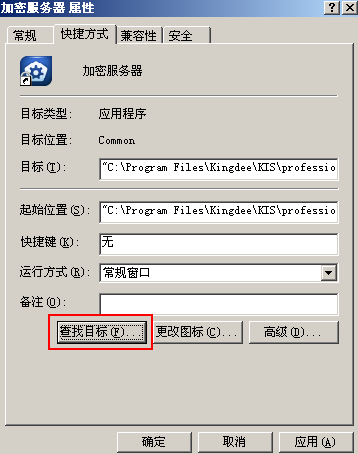 加密服务器 属性
常规 快捷方式 兼容性 安全
加密服务器
目标类型: 应用程序
目标位置: Common
目标(T): "C:\Program Files\Kingdee\KIS\professio
起始位置(S): "C:\Program Files\Kingdee\KIS\professio
快捷键(K): 无
运行方式(R): 常规窗口
备注(O):
查找目标(F)... 更改图标(C)... 高级(D)...
确定 取消 应用(A)